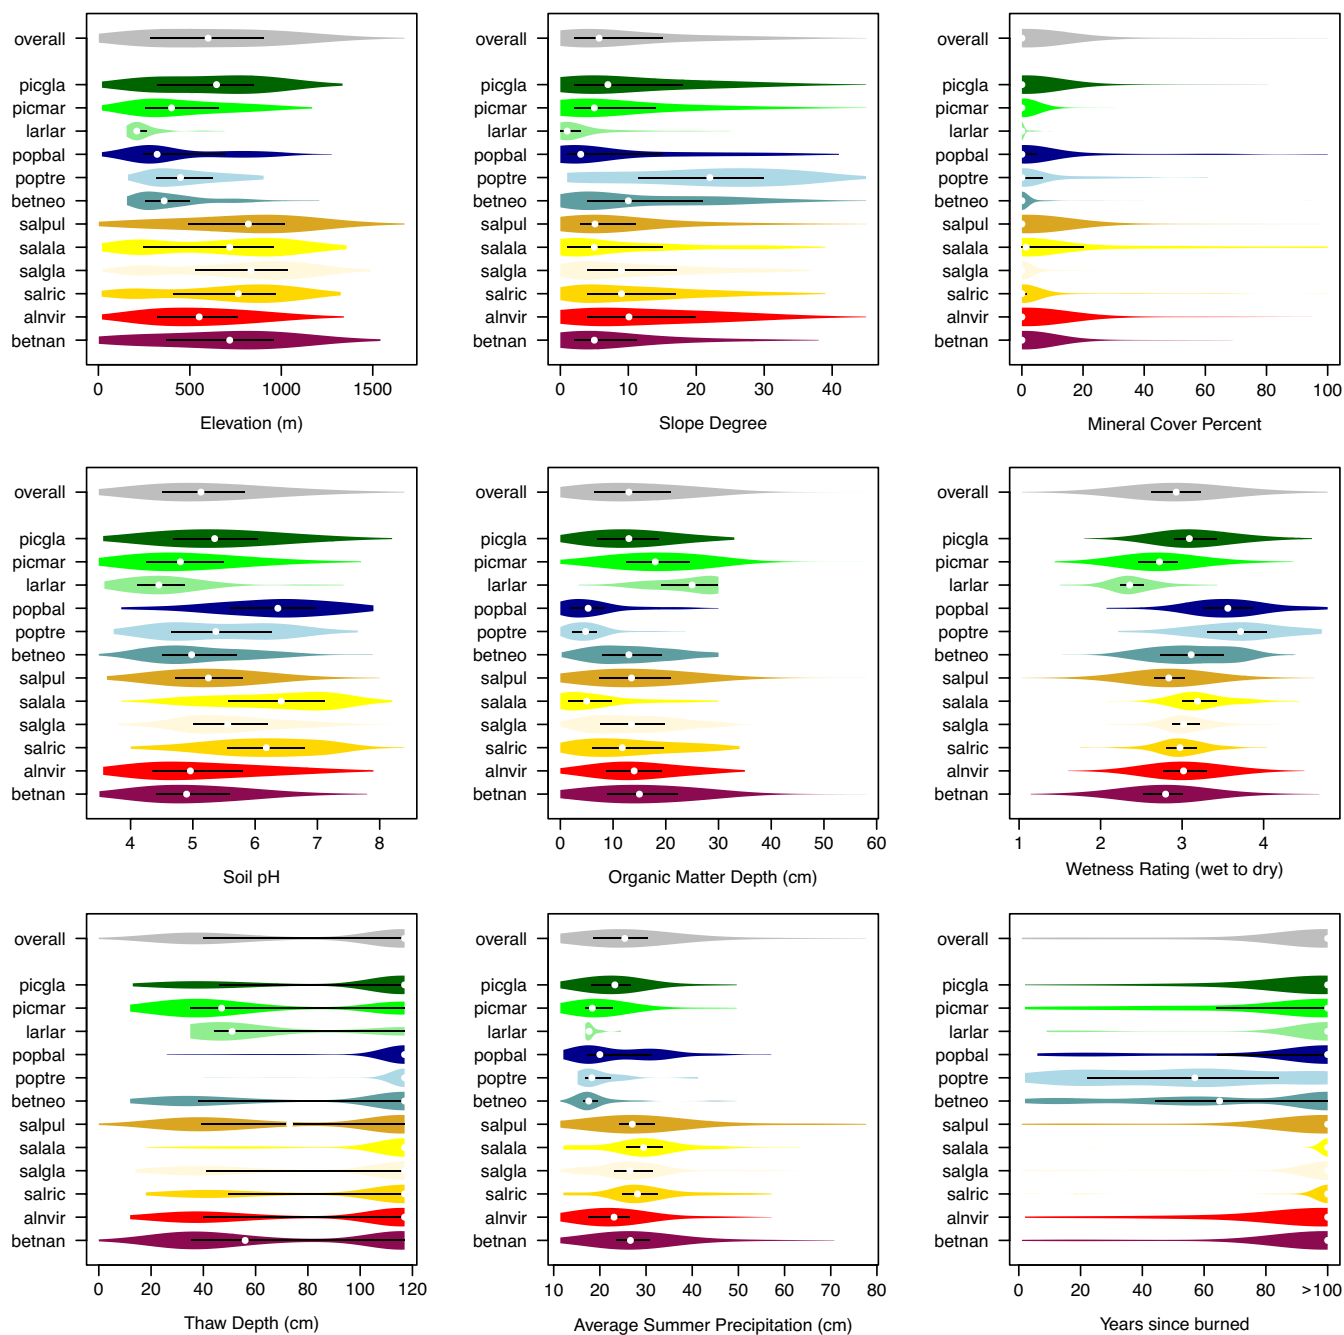 overall
picgla
picmar
larlar
popbal
poptre
betneo
salpul
salala
salgla
salric
alnvir
betnan
0 500 1000 1500
Elevation (m)
overall
picgla
picmar
larlar
popbal
poptre
betneo
salpul
salala
salgla
salric
alnvir
betnan
0 10 20 30 40
Slope Degree
overall
picgla
picmar
larlar
popbal
poptre
betneo
salpul
salala
salgla
salric
alnvir
betnan
0 20 40 60 80 100
Mineral Cover Percent
overall
picgla
picmar
larlar
popbal
poptre
betneo
salpul
salala
salgla
salric
alnvir
betnan
4 5 6 7 8
Soil pH
overall
picgla
picmar
larlar
popbal
poptre
betneo
salpul
salala
salgla
salric
alnvir
betnan
0 10 20 30 40 50 60
Organic Matter Depth (cm)
overall
picgla
picmar
larlar
popbal
poptre
betneo
salpul
salala
salgla
salric
alnvir
betnan
1 2 3 4
Wetness Rating (wet to dry)
overall
picgla
picmar
larlar
popbal
poptre
betneo
salpul
salala
salgla
salric
alnvir
betnan
0 20 40 60 80 100 120
Thaw Depth (cm)
overall
picgla
picmar
larlar
popbal
poptre
betneo
salpul
salala
salgla
salric
alnvir
betnan
10 20 30 40 50 60 70 80
Average Summer Precipitation (cm)
overall
picgla
picmar
larlar
popbal
poptre
betneo
salpul
salala
salgla
salric
alnvir
betnan
0 20 40 60 80 >100
Years since burned